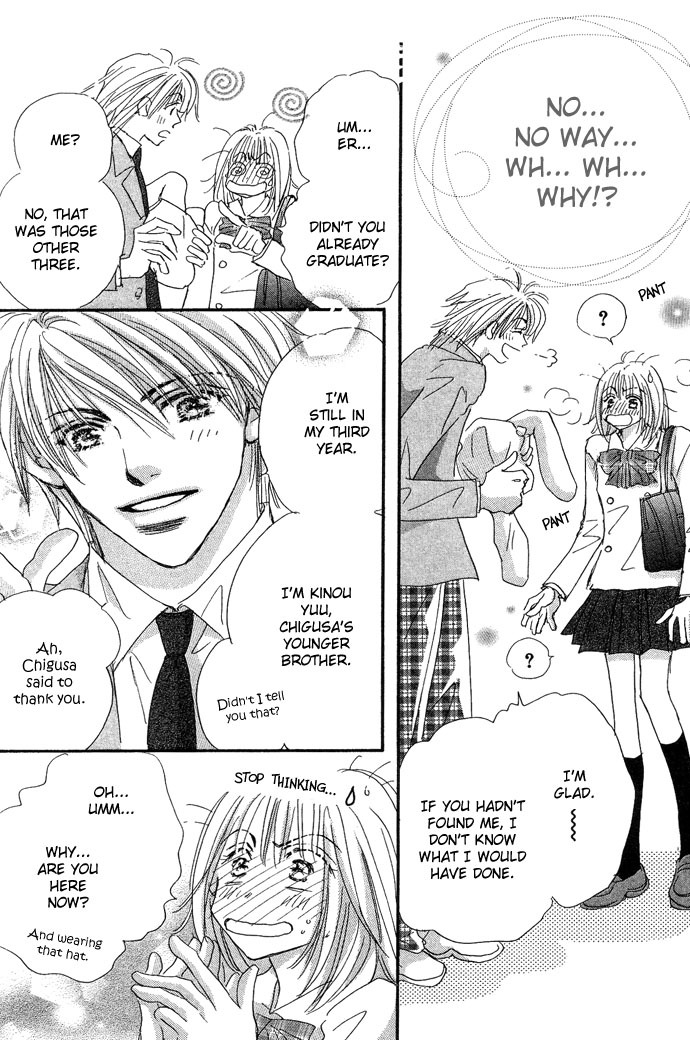 NO...
NO WAY...
WH... WH...
WHY!?
PANT
?
PANT
?
I'M
GLAD.
IF YOU HADN'T
FOUND ME, I
DON'T KNOW
WHAT I WOULD
HAVE DONE.
UM...
ER...
DIDN'T YOU
ALREADY
GRADUATE?
ME?
NO, THAT
WAS THOSE
OTHER
THREE.
I'M
STILL IN
MY THIRD
YEAR.
I'M KINOU
YUU,
CHIGUSA'S
YOUNGER
BROTHER.
Didn't I tell
you that?
Ah,
Chigusa
said to
thank you.
STOP THINKING...
OH...
UMM...
WHY...
ARE YOU
HERE
NOW?
And wearing
that hat.